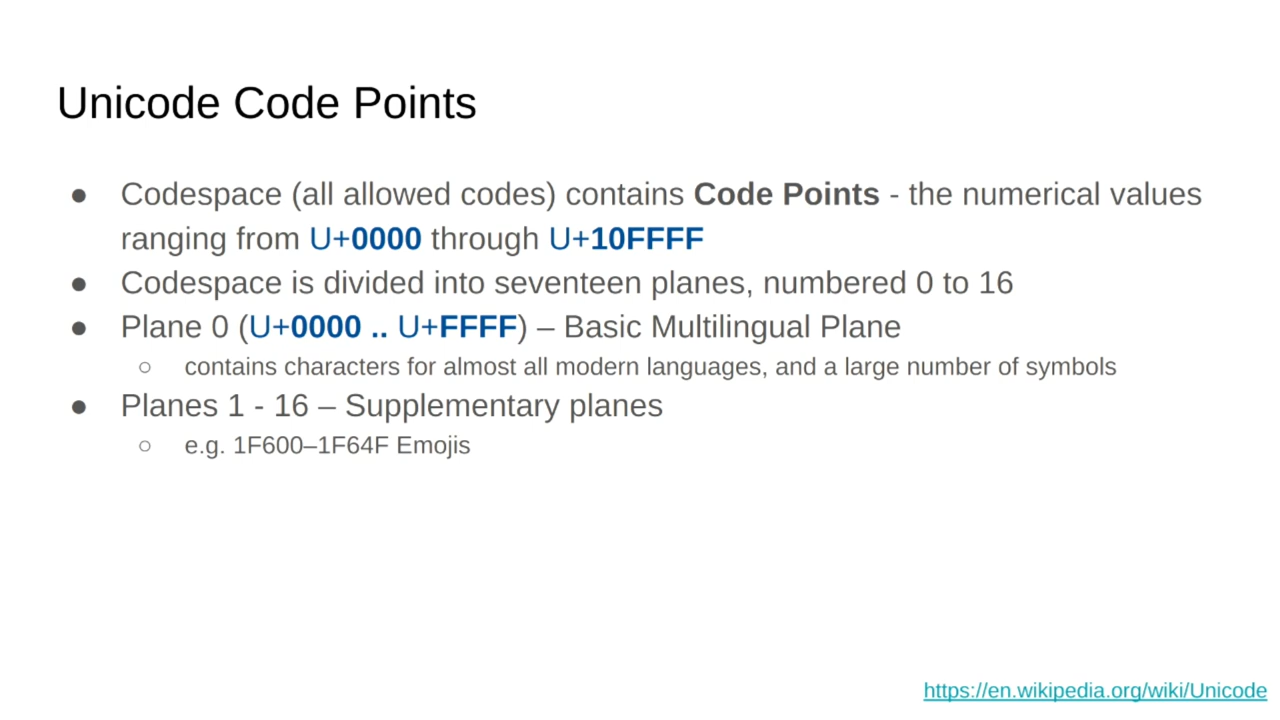 Unicode Code Points
● Codespace (all allowed codes) contains Code Points - the numerical values
ranging from U+0000 through U+10FFFF
● Codespace is divided into seventeen planes, numbered 0 to 16
● Plane 0 (U+0000 .. U+FFFF) – Basic Multilingual Plane
○ contains characters for almost all modern languages, and a large number of symbols
● Planes 1 - 16 – Supplementary planes
○ e.g. 1F600–1F64F Emojis
https://en.wikipedia.org/wiki/Unicode